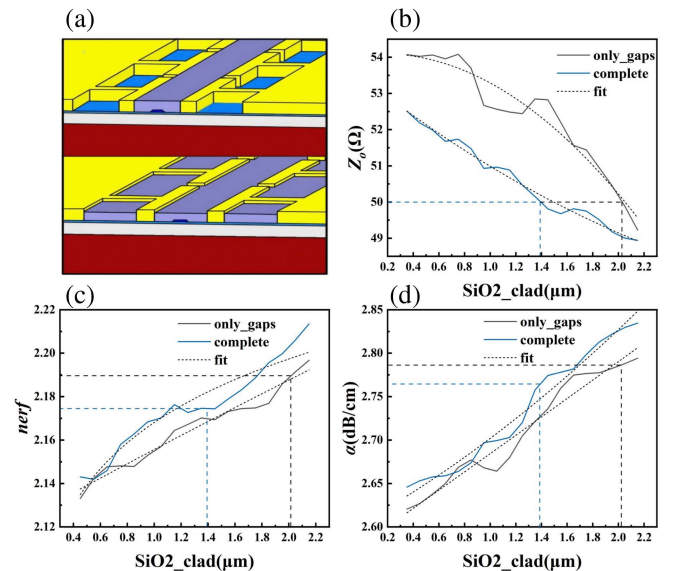 (a)
(b)
54
53
52
51
50
49
Zo(Ω)
only_gaps
complete
fit
0.2 0.4 0.6 0.8 1.0 1.2 1.4 1.6 1.8 2.0 2.2
SiO2_clad(μm)
(c)
2.22
2.20
2.18
2.16
2.14
2.12
nerf
only_gaps
complete
fit
0.4 0.6 0.8 1.0 1.2 1.4 1.6 1.8 2.0 2.2
SiO2_clad(μm)
(d)
2.85
2.80
2.75
2.70
2.65
2.60
α(dB/cm)
only_gaps
complete
fit
0.2 0.4 0.6 0.8 1.0 1.2 1.4 1.6 1.8 2.0 2.2
SiO2_clad(μm)